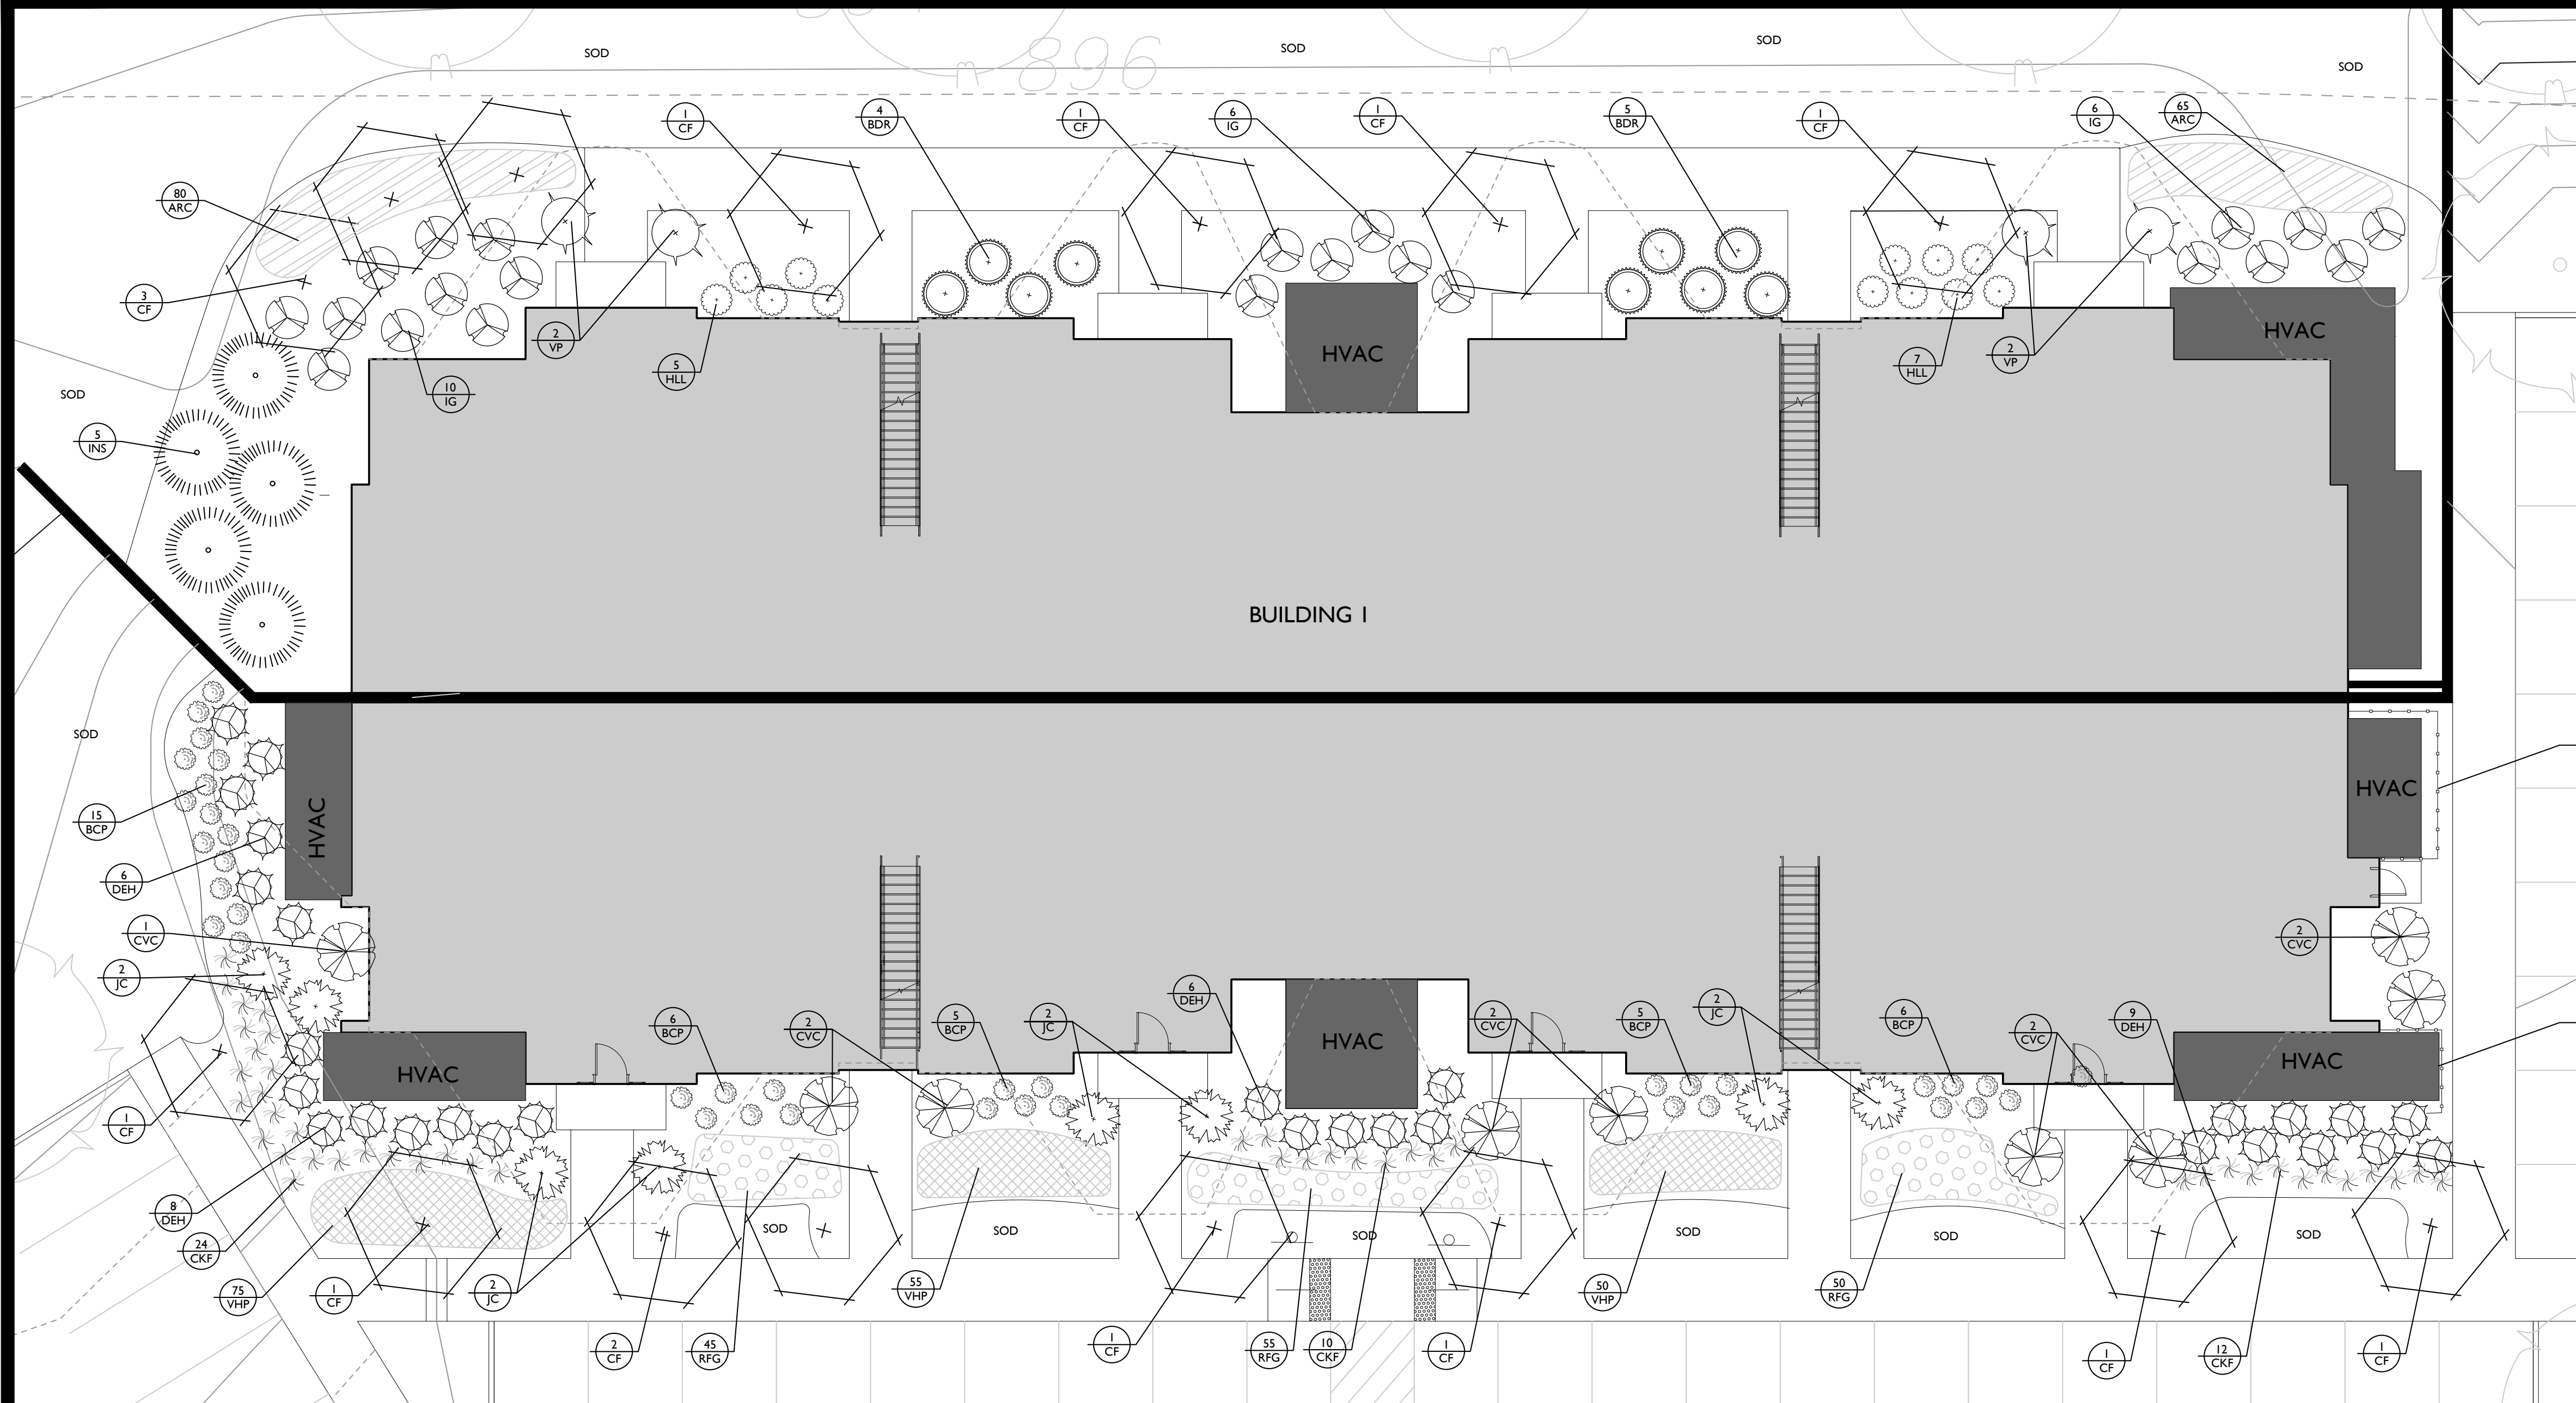 896
SOD
SOD
SOD
SOD
n
n
n
n
n
1
CF
4
BDR
1
CF
6
IG
1
CF
5
BDR
1
CF
6
IG
65
ARC
80
ARC
3
CF
2
VP
5
HLL
10
IG
HVAC
7
HLL
2
VP
HVAC
SOD
5
INS
BUILDING 1
SOD
HVAC
HVAC
15
BCP
6
DEH
1
CVC
2
CVC
2
JC
6
BCP
2
CVC
5
BCP
2
JC
6
DEH
HVAC
2
CVC
5
BCP
2
JC
6
BCP
2
CVC
9
DEH
HVAC
HVAC
1
CF
8
DEH
24
CKF
SOD
SOD
SOD
SOD
SOD
SOD
75
VHP
1
CF
2
JC
55
VHP
50
VHP
50
RFG
2
CF
45
RFG
1
CF
55
RFG
10
CKF
1
CF
1
CF
12
CKF
1
CF